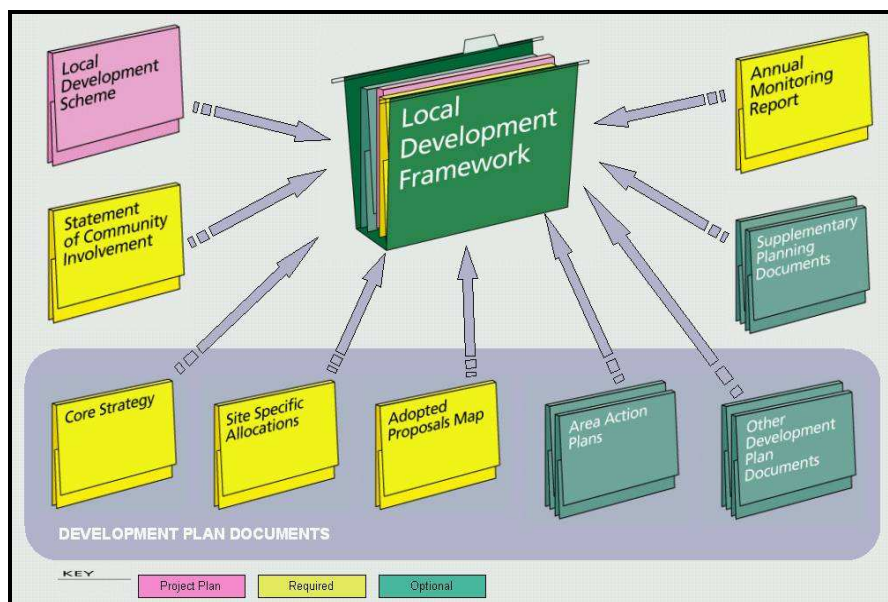 Local
Development
Scheme
Local
Development
Framework
Annual
Monitoring
Report
Statement
of Community
Involvement
Supplementary
Planning
Documents
Core Strategy
Site Specific
Allocations
Adopted
Proposals Map
Area Action
Plans
Other
Development
Plan
Documents
DEVELOPMENT PLAN DOCUMENTS
KEY
Project Plan
Required
Optional